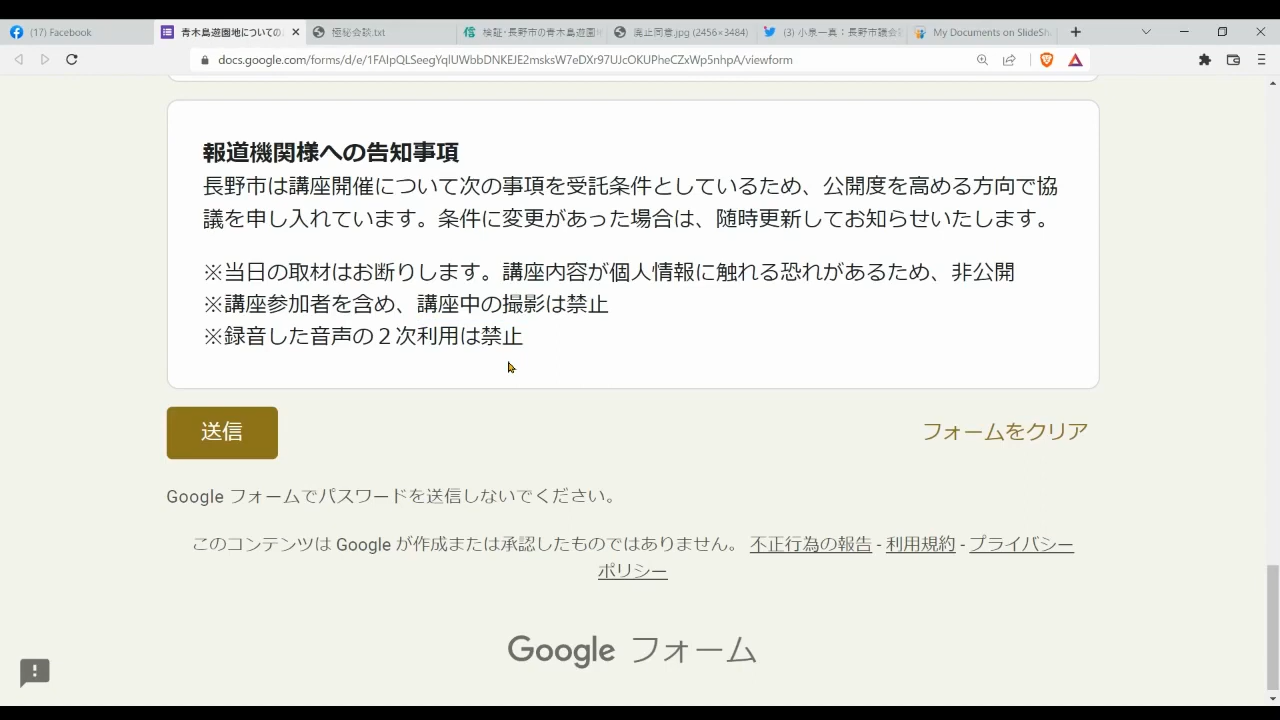 (17) Facebook
青木島遊園地についての
極秘会談.txt
検証・長野市の青木島遊園
廃止同意.jpg (2456×3484)
(3) 小泉一真：長野市議会
My Documents on SlideSh
docs.google.com/forms/d/e/1FAIpQLSeegYqlUWbbDNKEJE2msksW7eDXr97UJcOKUPheCZxWp5nhpA/viewform
報道機関様への告知事項
長野市は講座開催について次の事項を受託条件としているため、公開度を高める方向で協
議を申し入れています。条件に変更があった場合は、随時更新してお知らせいたします。
※当日の取材はお断りします。講座内容が個人情報に触れる恐れがあるため、非公開
※講座参加者を含め、講座中の撮影は禁止
※録音した音声の２次利用は禁止
送信
フォームをクリア
Google フォームでパスワードを送信しないでください。
このコンテンツは Google が作成または承認したものではありません。 不正行為の報告 - 利用規約 - プライバシー
ポリシー
Google フォーム